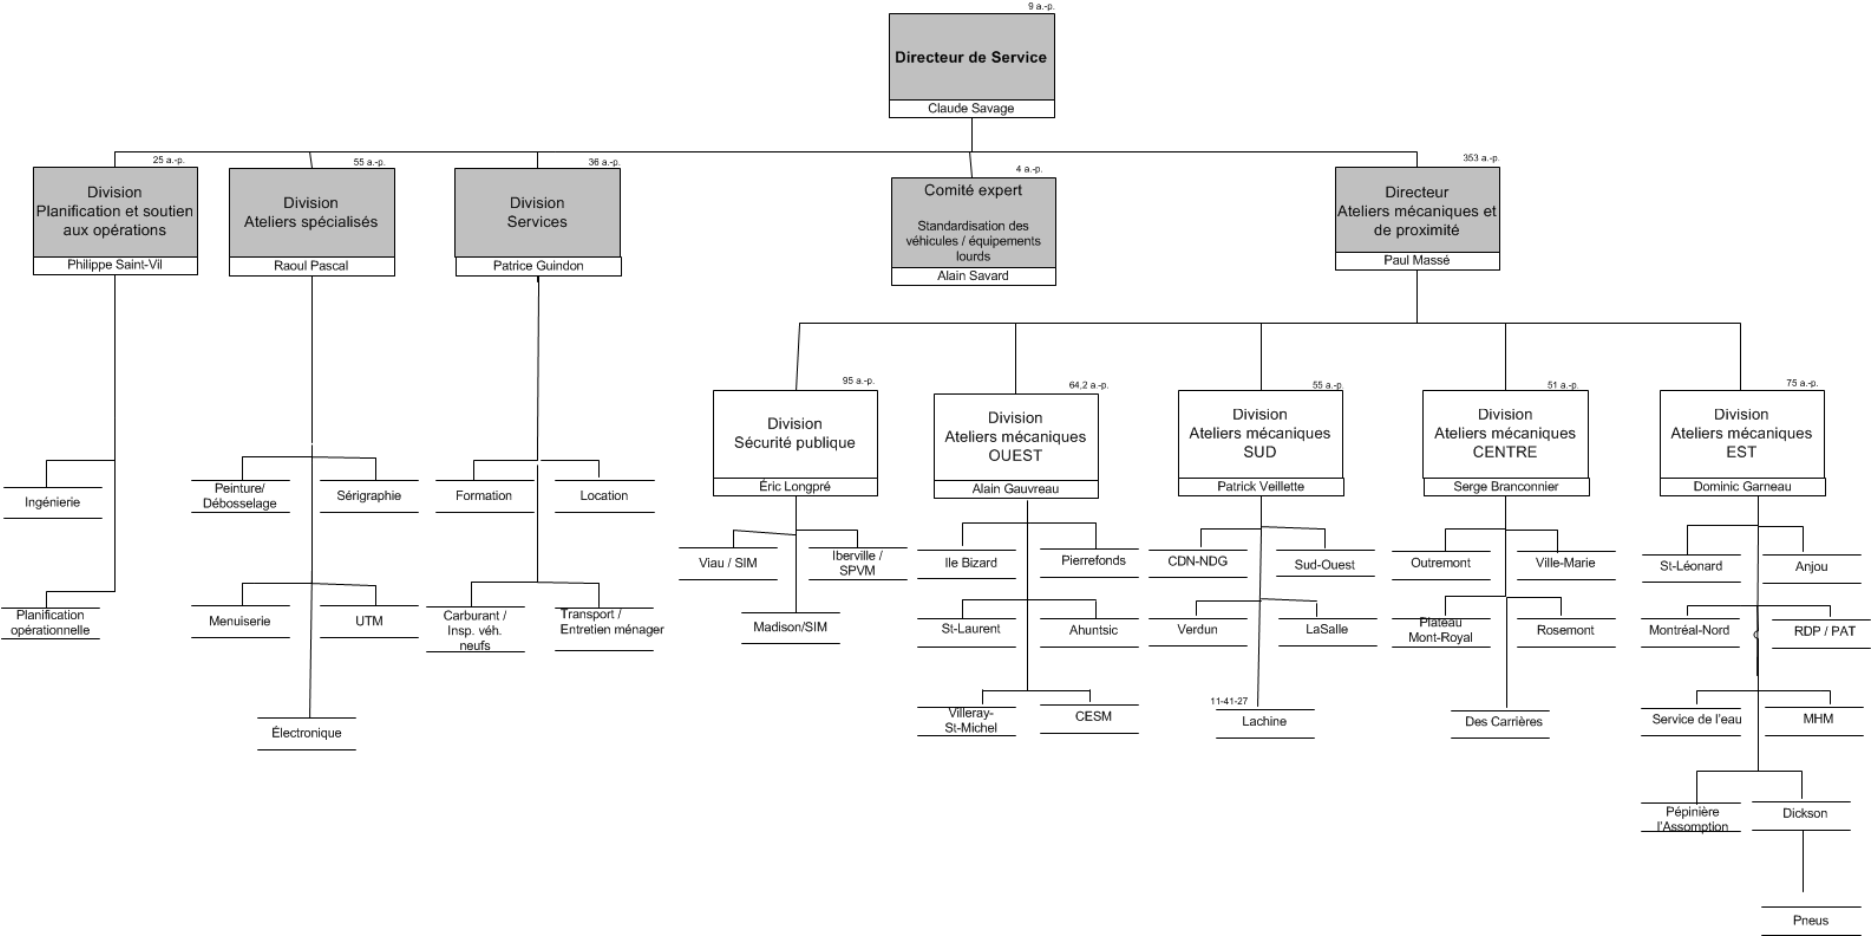 9 a.-p.
Directeur de Service
Claude Savage
25 a.-p.
Division
Planification et soutien
aux opérations
Philippe Saint-Vil
55 a.-p.
Division
Ateliers spécialisés
Raoul Pascal
36 a.-p.
Division
Services
Patrice Guindon
4 a.-p.
Comité expert
Standardisation des
véhicules / équipements
lourds
Alain Savard
353 a.-p.
Directeur
Ateliers mécaniques et
de proximité
Paul Massé
95 a.-p.
Division
Sécurité publique
Éric Longpré
64,2 a.-p.
Division
Ateliers mécaniques
OUEST
Alain Gauvreau
55 a.-p.
Division
Ateliers mécaniques
SUD
Patrick Veillette
51 a.-p.
Division
Ateliers mécaniques
CENTRE
Serge Branconnier
75 a.-p.
Division
Ateliers mécaniques
EST
Dominic Garneau
Ingénierie
Planification
opérationnelle
Peinture/
Débosselage
Sérigraphie
Menuiserie
UTM
Électronique
Formation
Location
Carburant /
Insp. véh.
neufs
Transport /
Entretien ménager
Viau / SIM
Iberville /
SPVM
Madison/SIM
Ile Bizard
Pierrefonds
St-Laurent
Ahuntsic
Villeray-
St-Michel
CESM
CDN-NDG
Sud-Ouest
Verdun
LaSalle
11-41-27
Lachine
Outremont
Ville-Marie
Plateau
Mont-Royal
Rosemont
Des Carrières
St-Léonard
Anjou
Montréal-Nord
RDP / PAT
Service de l'eau
MHM
Pépinière
l'Assomption
Dickson
Pneus